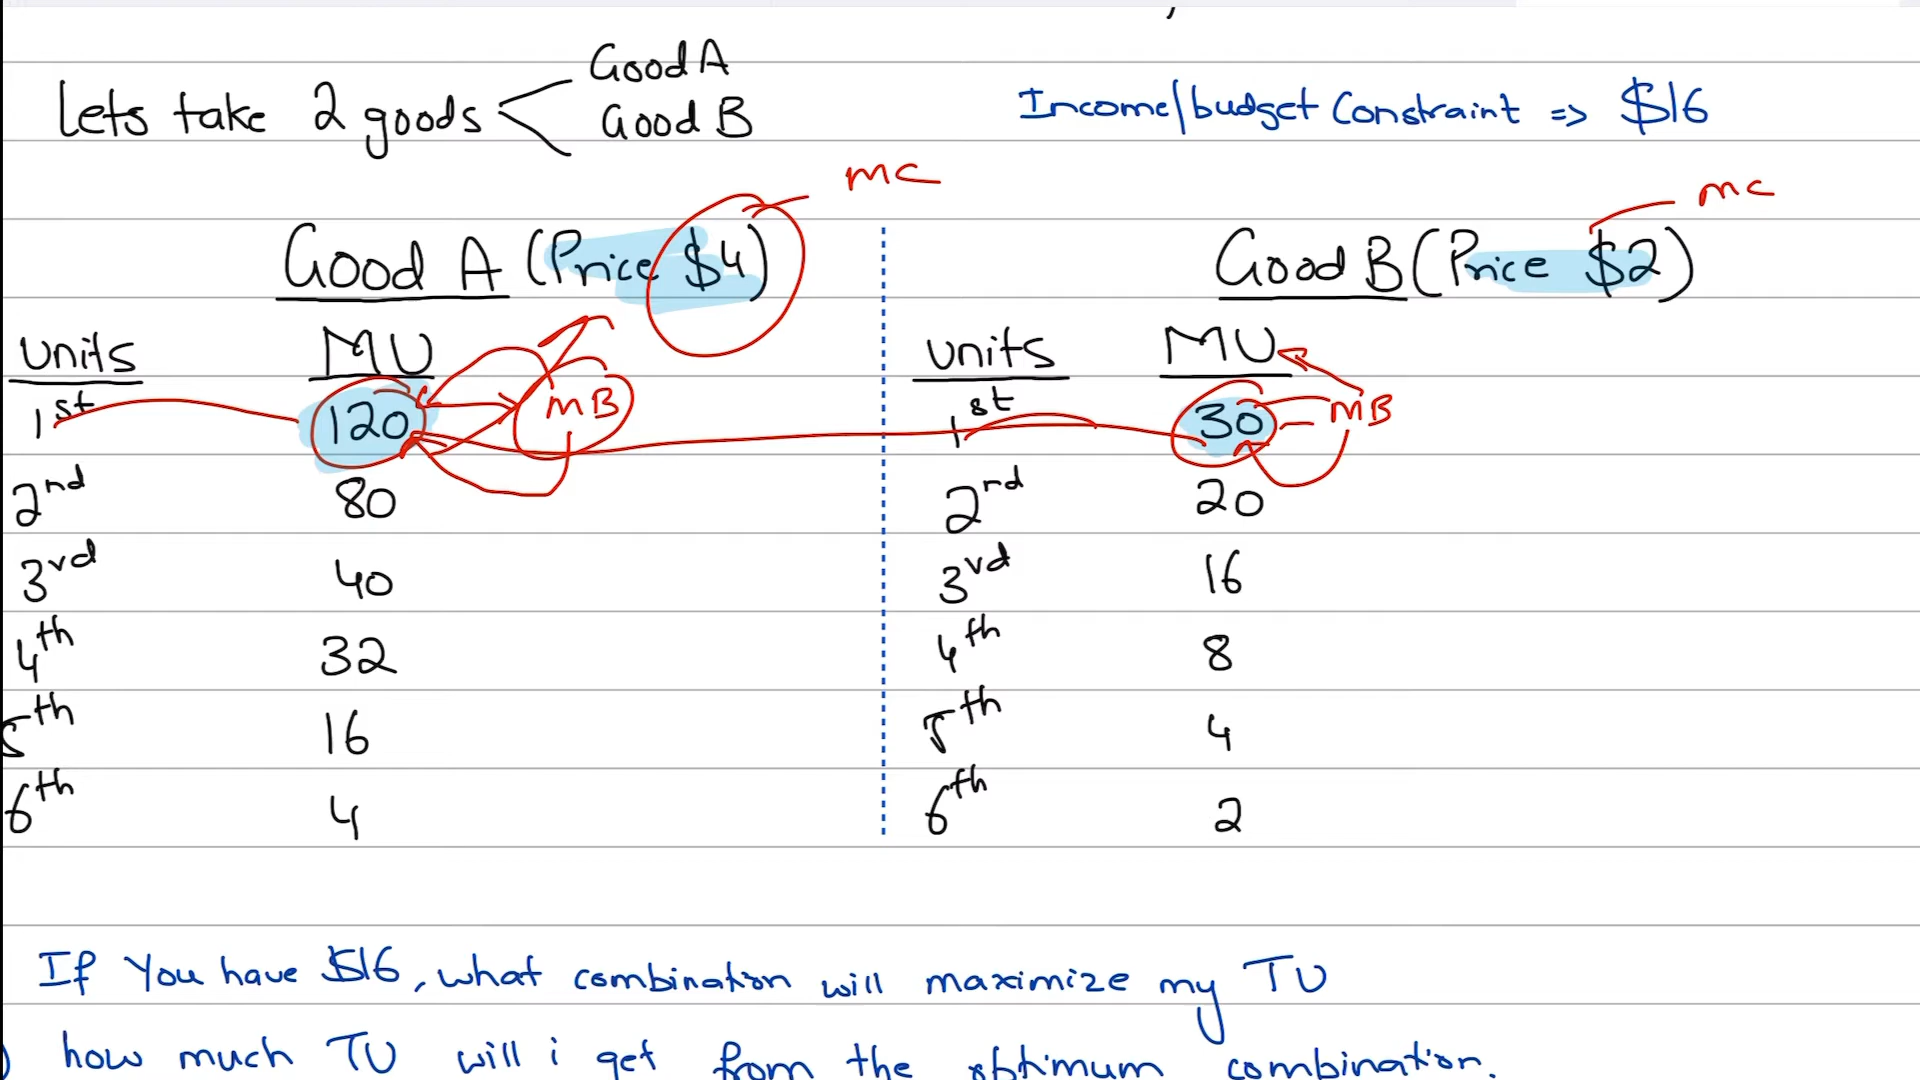 Lets take 2 goods
Good A
Good B
Income/budget Constraint => $16
mc
mc
Good A (Price $4)
Good B (Price $2)
Units MU
1st 120 mB
2nd 80
3rd 40
4th 32
5th 16
6th 4
Units MU
1st 30 mB
2nd 20
3rd 16
4th 8
5th 4
6th 2
If You have $16, what combination will maximize my TU
) how much TU will i get from the optimum combination.